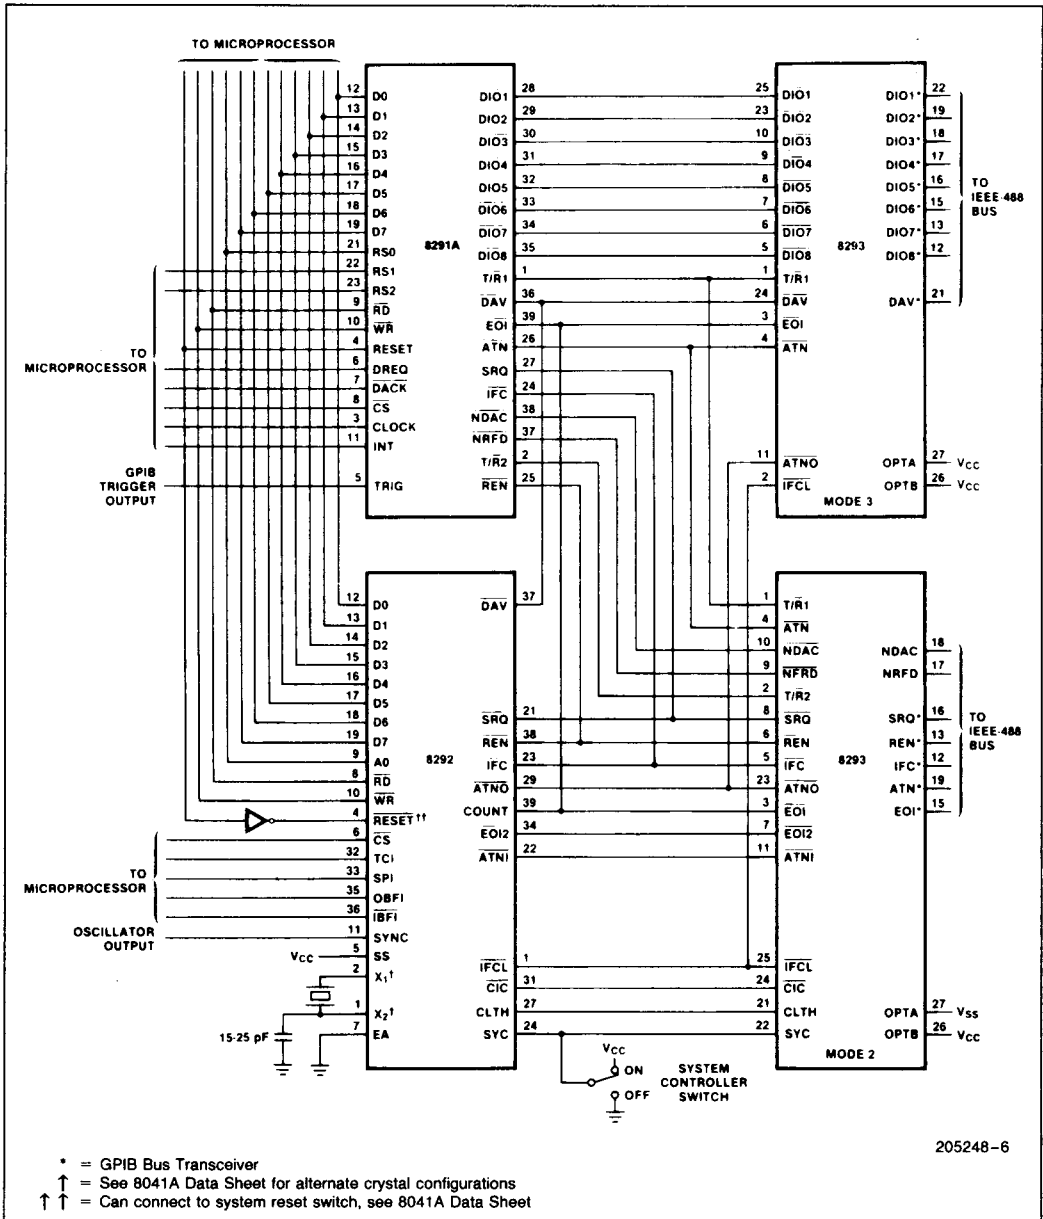 TO MICROPROCESSOR
8291A
12 D0
13 D1
14 D2
15 D3
16 D4
17 D5
18 D6
19 D7
21 RS0
22 RS1
23 RS2
9 RD
10 WR
4 RESET
6 DREQ
7 DACK
8 CS
3 CLOCK
11 INT
5 TRIG
TO
MICROPROCESSOR
GPIB
TRIGGER
OUTPUT
DIO1 28
DIO2 29
DIO3 30
DIO4 31
DIO5 32
DIO6 33
DIO7 34
DIO8 35
T/R1 1
DAV 36
EOI 39
ATN 26
SRQ 27
IFC 24
NDAC 38
NRFD 37
T/R2 2
REN 25
8293
25 DIO1
23 DIO2
10 DIO3
9 DIO4
8 DIO5
7 DIO6
6 DIO7
5 DIO8
1 T/R1
24 DAV
3 EOI
4 ATN
11 ATNO
2 IFCL
DIO1* 22
DIO2* 19
DIO3* 18
DIO4* 17
DIO5* 16
DIO6* 15
DIO7* 13
DIO8* 12
DAV* 21
OPTA 27 VCC
OPTB 26 VCC
MODE 3
TO
IEEE-488
BUS
8292
12 D0
13 D1
14 D2
15 D3
16 D4
17 D5
18 D6
19 D7
9 A0
8 RD
10 WR
4 RESET††
6 CS
32 TCI
33 SPI
35 OBFI
36 IBFI
11 SYNC
VCC 5 SS
2 X1†
1 X2†
7 EA
TO
MICROPROCESSOR
OSCILLATOR
OUTPUT
15-25 pF
DAV 37
SRQ 21
REN 38
IFC 23
ATNO 29
COUNT 39
EOI2 34
ATNI 22
IFCL 1
CIC 31
CLTH 27
SYC 24
8293
1 T/R1
4 ATN
10 NDAC
9 NFRD
2 T/R2
8 SRQ
6 REN
5 IFC
23 ATNO
3 EOI
7 EOI2
11 ATNI
25 IFCL
24 CIC
21 CLTH
22 SYC
NDAC 18
NRFD 17
SRQ* 16
REN* 13
IFC* 12
ATN* 19
EOI* 15
OPTA 27 VSS
OPTB 26 VCC
MODE 2
TO
IEEE-488
BUS
VCC
ON
OFF
SYSTEM
CONTROLLER
SWITCH
205248-6
* = GPIB Bus Transceiver
↑ = See 8041A Data Sheet for alternate crystal configurations
↑ ↑ = Can connect to system reset switch, see 8041A Data Sheet